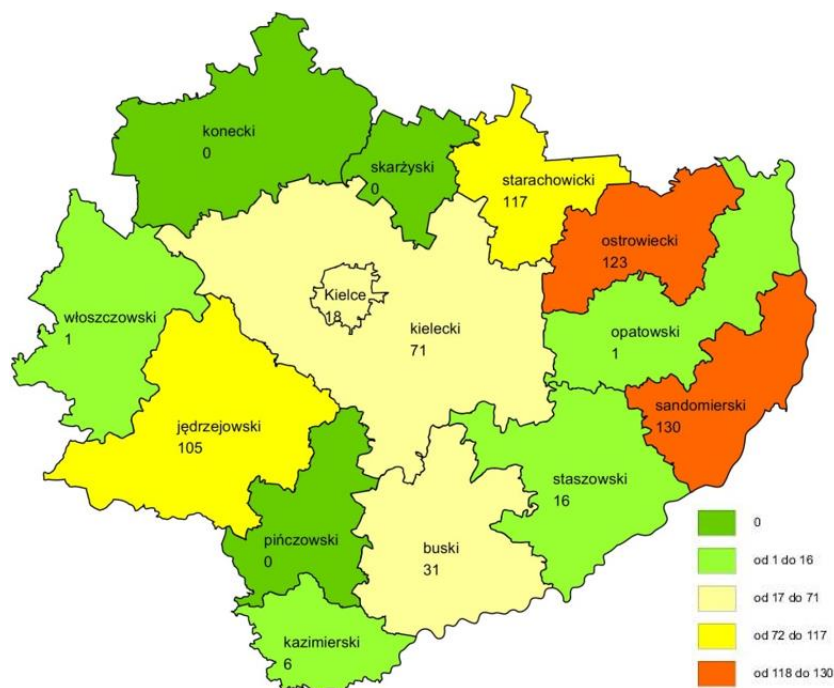 konecki
0
skarżyski
0
starachowicki
117
ostrowiecki
123
włoszczowski
1
Kielce
18
kielecki
71
opatowski
1
sandomierski
130
jędrzejowski
105
staszowski
16
pińczowski
0
buski
31
kazimierski
6
0
od 1 do 16
od 17 do 71
od 72 do 117
od 118 do 130